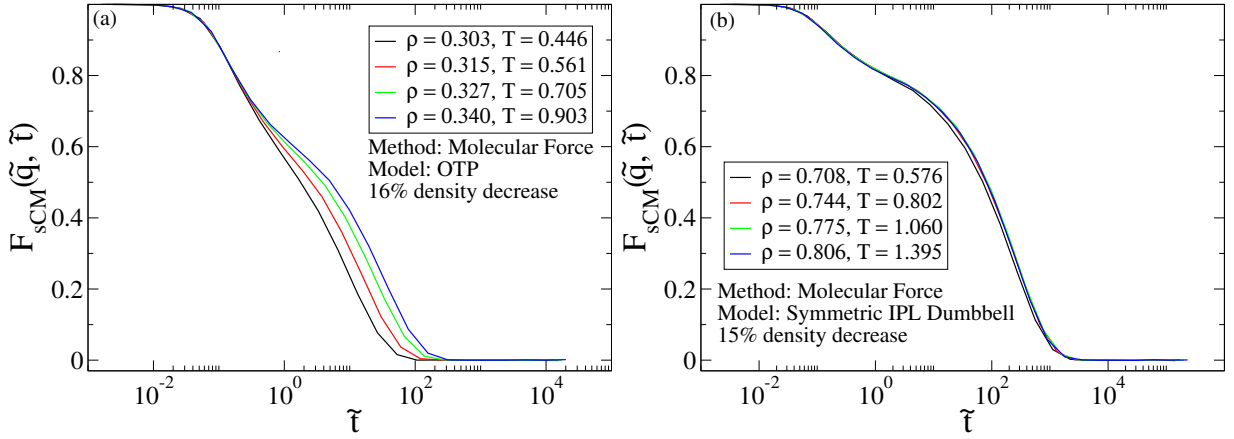 (a)
ρ = 0.303, T = 0.446
ρ = 0.315, T = 0.561
ρ = 0.327, T = 0.705
ρ = 0.340, T = 0.903
Method: Molecular Force
Model: OTP
16% density decrease
F_sCM(q̃, t̃)
0.8
0.6
0.4
0.2
0
10^-2
10^0
10^2
10^4
t̃
(b)
ρ = 0.708, T = 0.576
ρ = 0.744, T = 0.802
ρ = 0.775, T = 1.060
ρ = 0.806, T = 1.395
Method: Molecular Force
Model: Symmetric IPL Dumbbell
15% density decrease
F_sCM(q̃, t̃)
0.8
0.6
0.4
0.2
0
10^-2
10^0
10^2
10^4
t̃